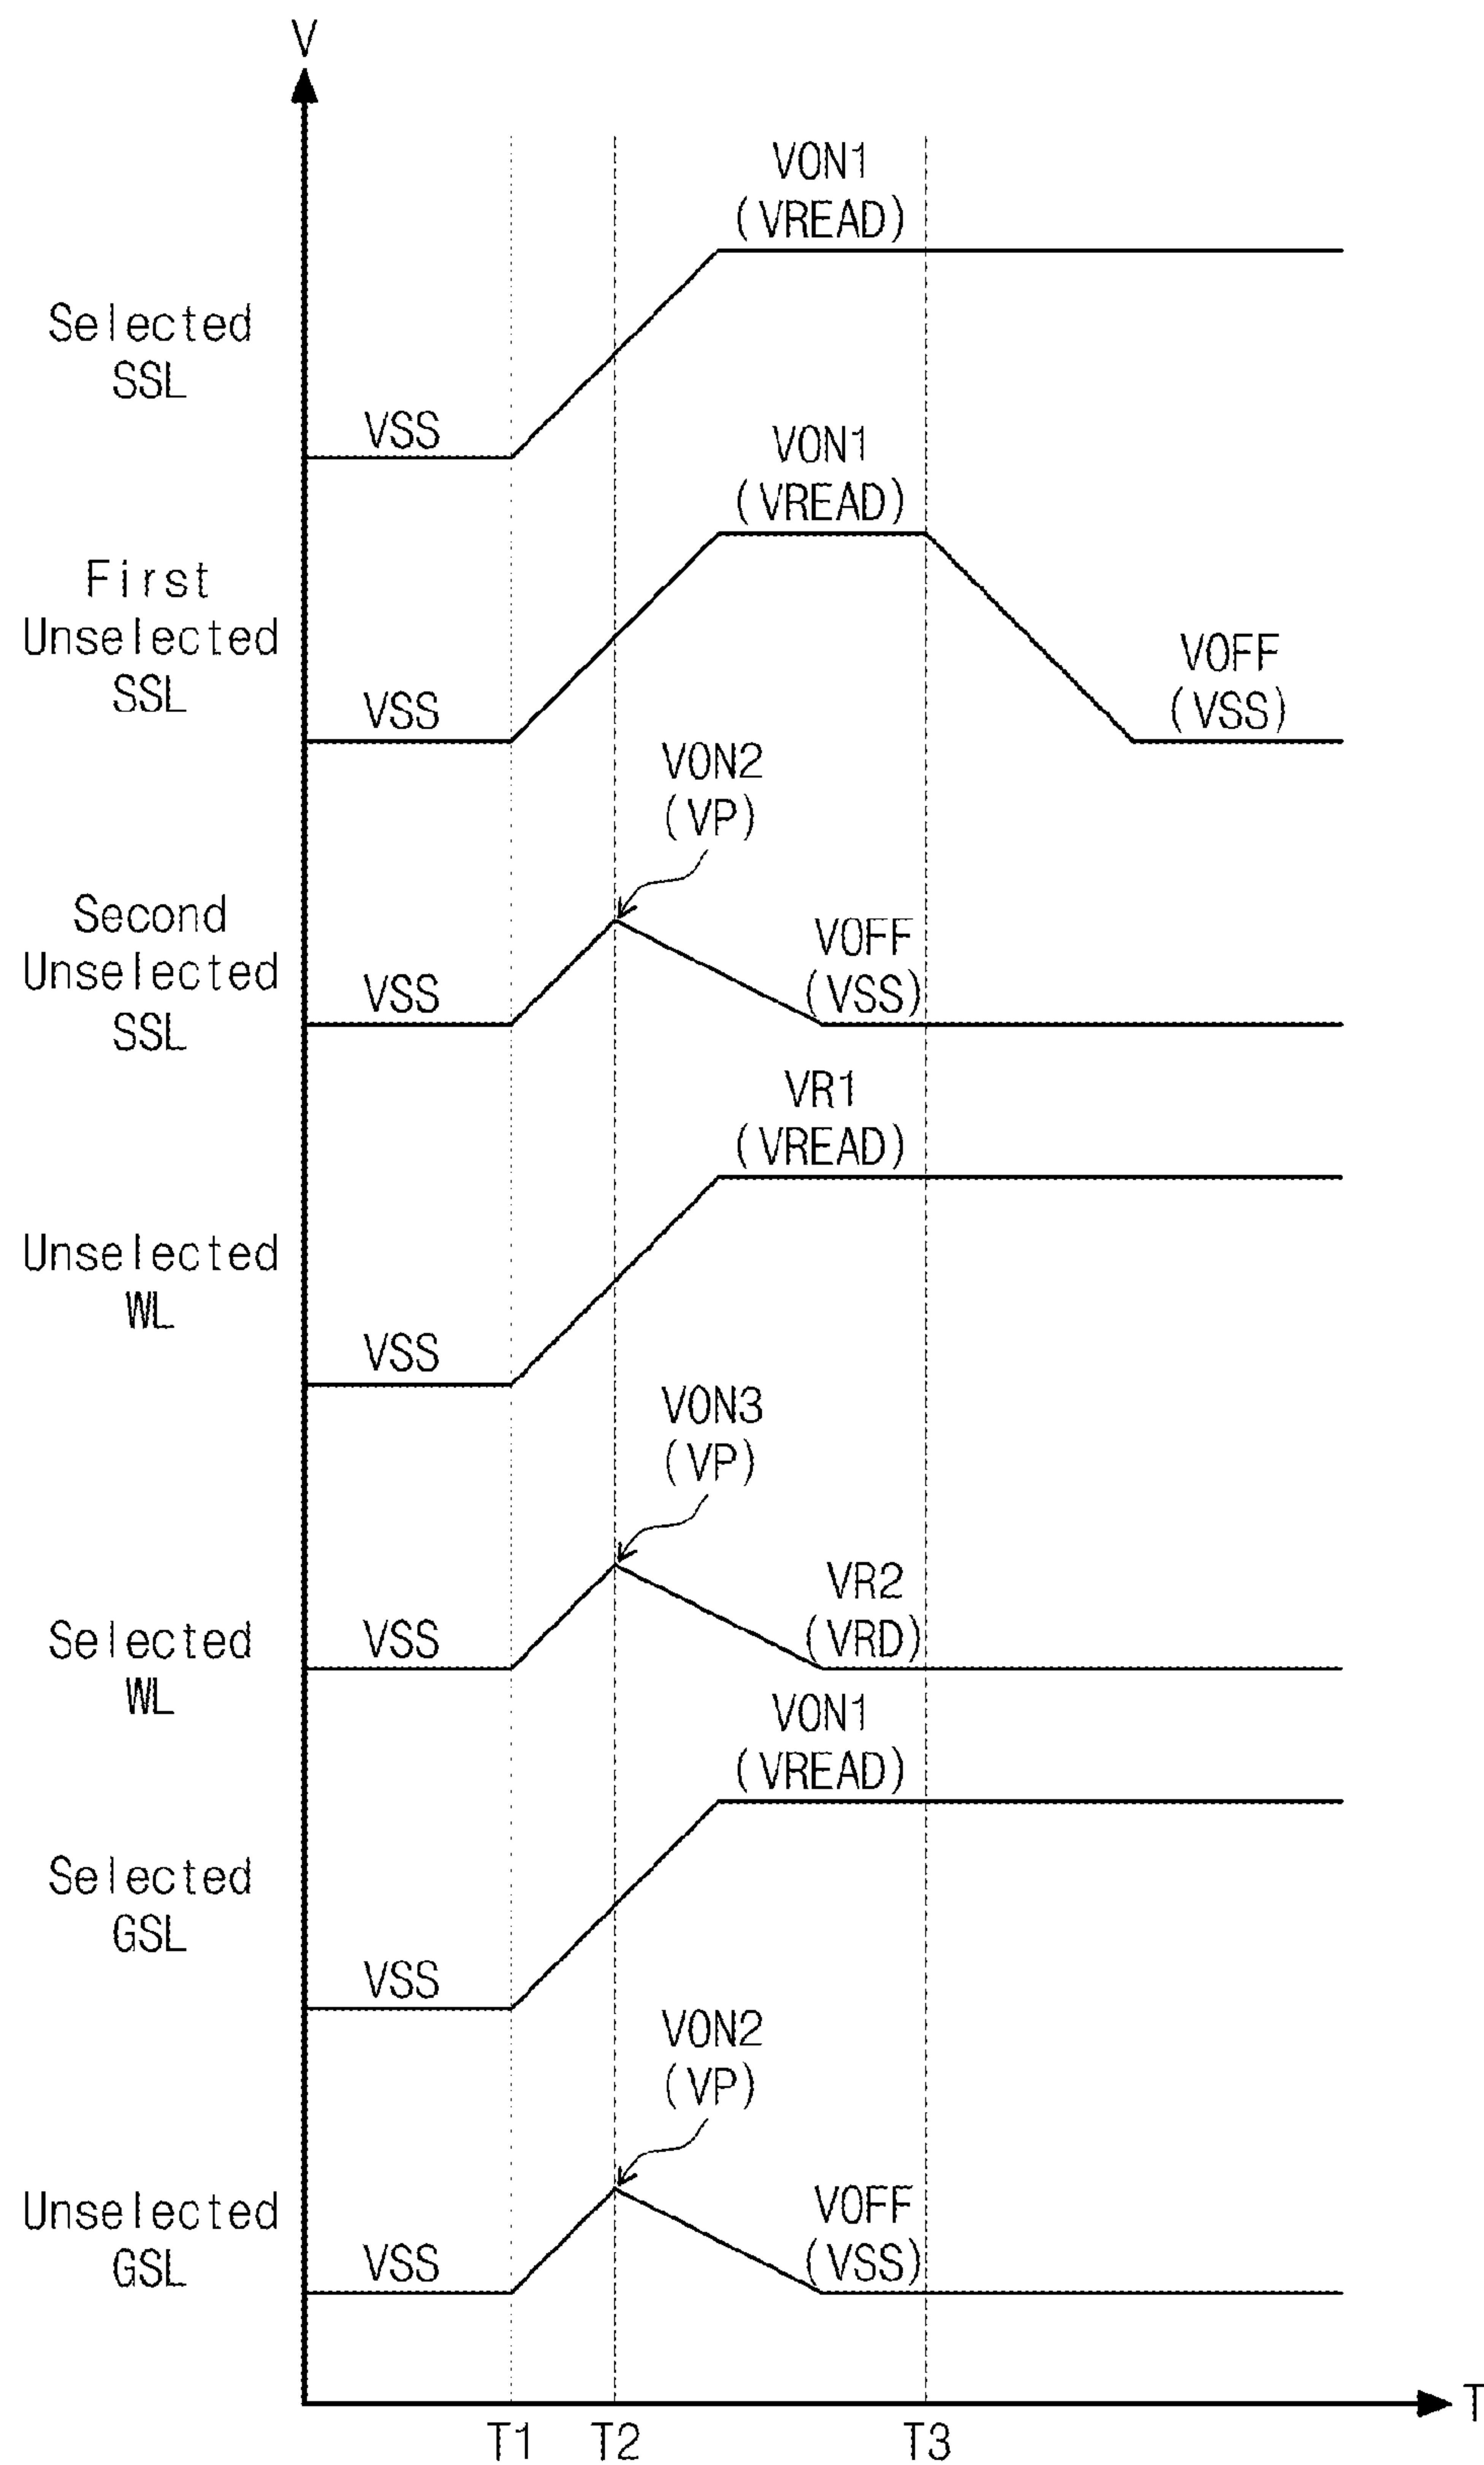 V
VON1
(VREAD)
Selected
SSL
VSS
VON1
(VREAD)
First
Unselected
SSL
VSS
VOFF
(VSS)
VON2
(VP)
Second
Unselected
SSL
VSS
VOFF
(VSS)
VR1
(VREAD)
Unselected
WL
VSS
VON3
(VP)
Selected
WL
VSS
VR2
(VRD)
VON1
(VREAD)
Selected
GSL
VSS
VON2
(VP)
Unselected
GSL
VSS
VOFF
(VSS)
T
T1 T2 T3